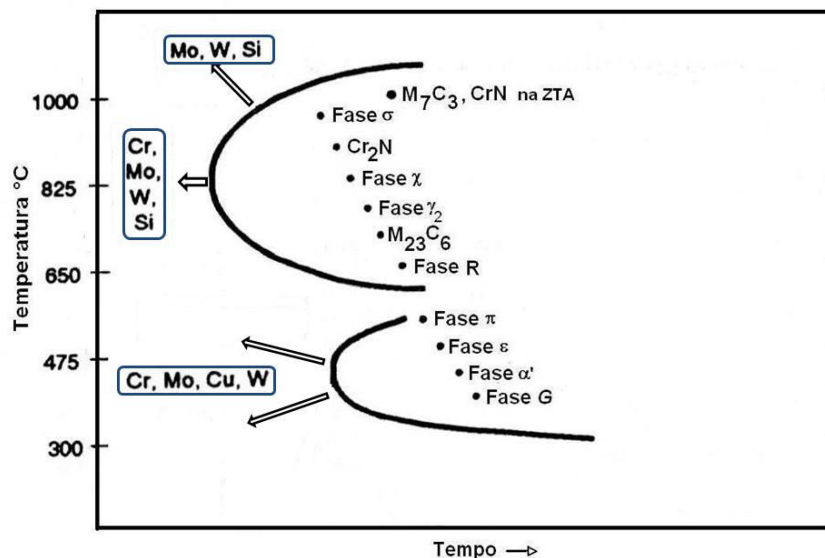 Mo, W, Si
1000
M7C3, CrN na ZTA
Fase σ
Cr,
Mo,
W,
Si
Cr2N
825
Fase χ
Fase γ2
M23C6
650
Fase R
Temperatura °C
Fase π
475
Fase ε
Cr, Mo, Cu, W
Fase α'
Fase G
300
Tempo